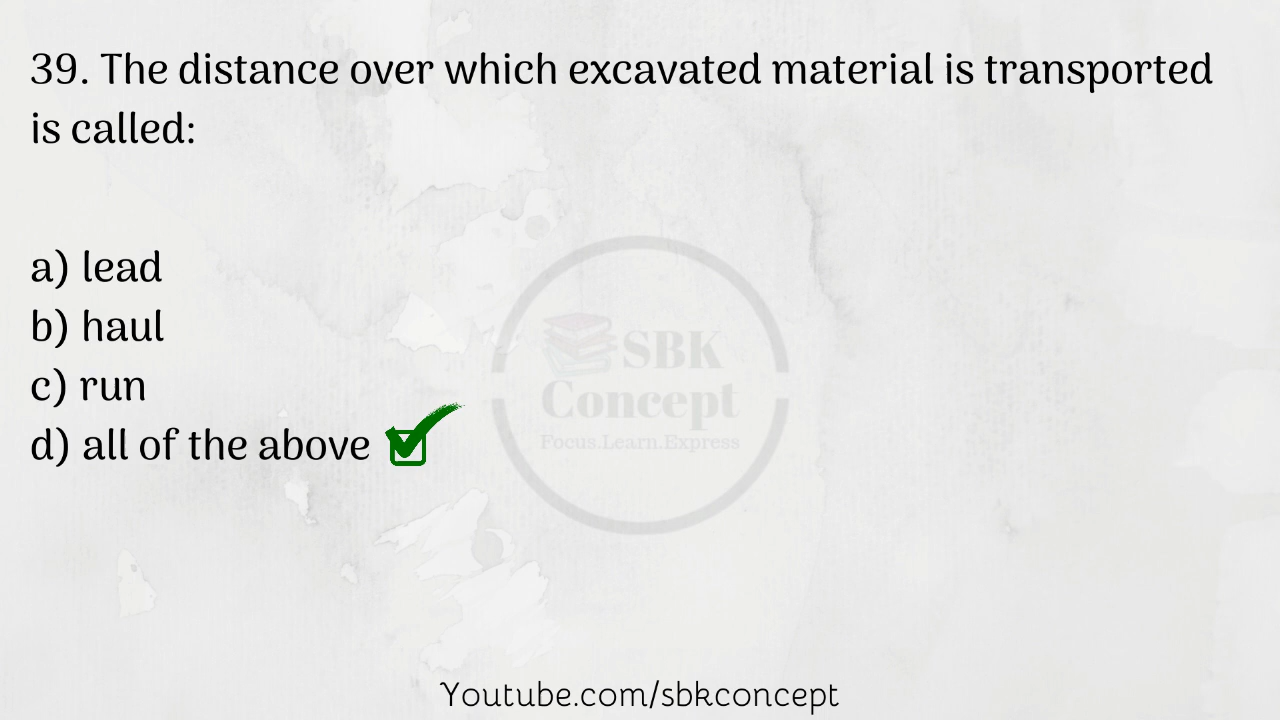 39. The distance over which excavated material is transported
is called:
a) lead
b) haul
c) run
d) all of the above
SBK
Concept
Focus.Learn.Express
Youtube.com/sbkconcept